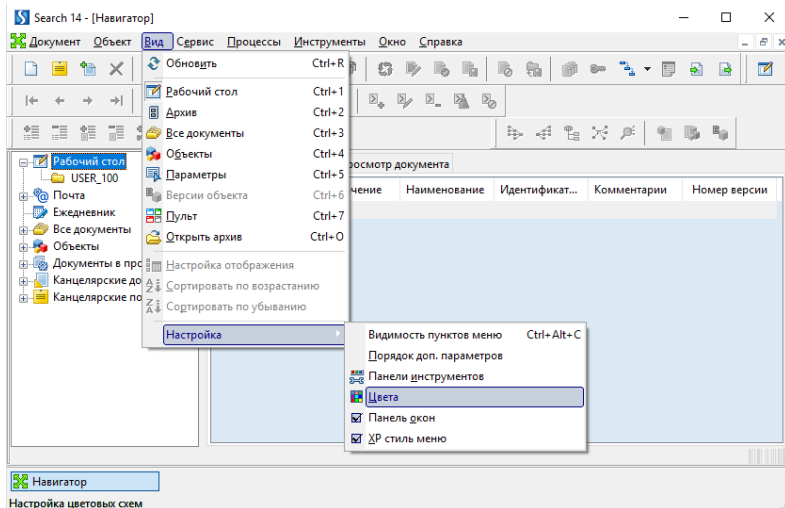 Search 14 - [Навигатор]
Документ Объект Вид Сервис Процессы Инструменты Окно Справка
Обновить Ctrl+R
Рабочий стол Ctrl+1
Архив Ctrl+2
Все документы Ctrl+3
Объекты Ctrl+4
Параметры Ctrl+5
Версии объекта Ctrl+6
Пульт Ctrl+7
Открыть архив Ctrl+O
Настройка отображения
Сортировать по возрастанию
Сортировать по убыванию
Настройка
Рабочий стол
USER_100
Почта
Ежедневник
Все документы
Объекты
Документы в про
Канцелярские до
Канцелярские по
росмотр документа
чение Наименование Идентификат... Комментарии Номер версии
Видимость пунктов меню Ctrl+Alt+C
Порядок доп. параметров
Панели инструментов
Цвета
Панель окон
XP стиль меню
Навигатор
Настройка цветовых схем